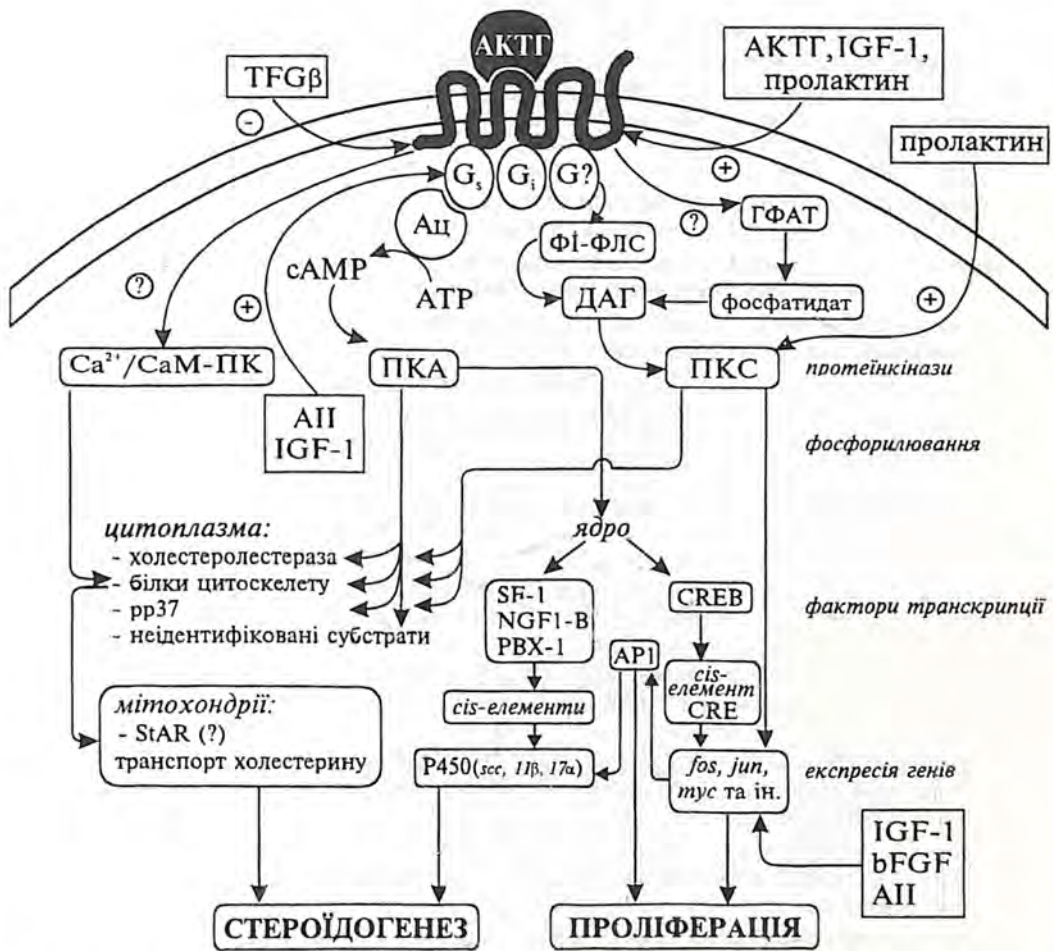 АКТГ
TFGβ
АКТГ, IGF-1,
пролактин
-
пролактин
+
Gs
Gi
G?
?
ГФАТ
Ац
ФІ-ФЛС
cAMP
ATP
ДАГ
фосфатидат
?
+
+
Ca²⁺/CaM-ПК
ПКА
ПКС
протеїнкінази
AII
IGF-1
фосфорилювання
цитоплазма:
- холестеролестераза
- білки цитоскелету
- pp37
- неідентифіковані субстрати
ядро
SF-1
NGF1-B
PBX-1
CREB
фактори транскрипції
AP1
cis-
елемент
CRE
cis-елементи
мітохондрії:
- StAR (?)
транспорт холестерину
P450(scc, 11β, 17α)
fos, jun,
myc та ін.
експресія генів
IGF-1
bFGF
AII
СТЕРОЇДОГЕНЕЗ
ПРОЛІФЕРАЦІЯ